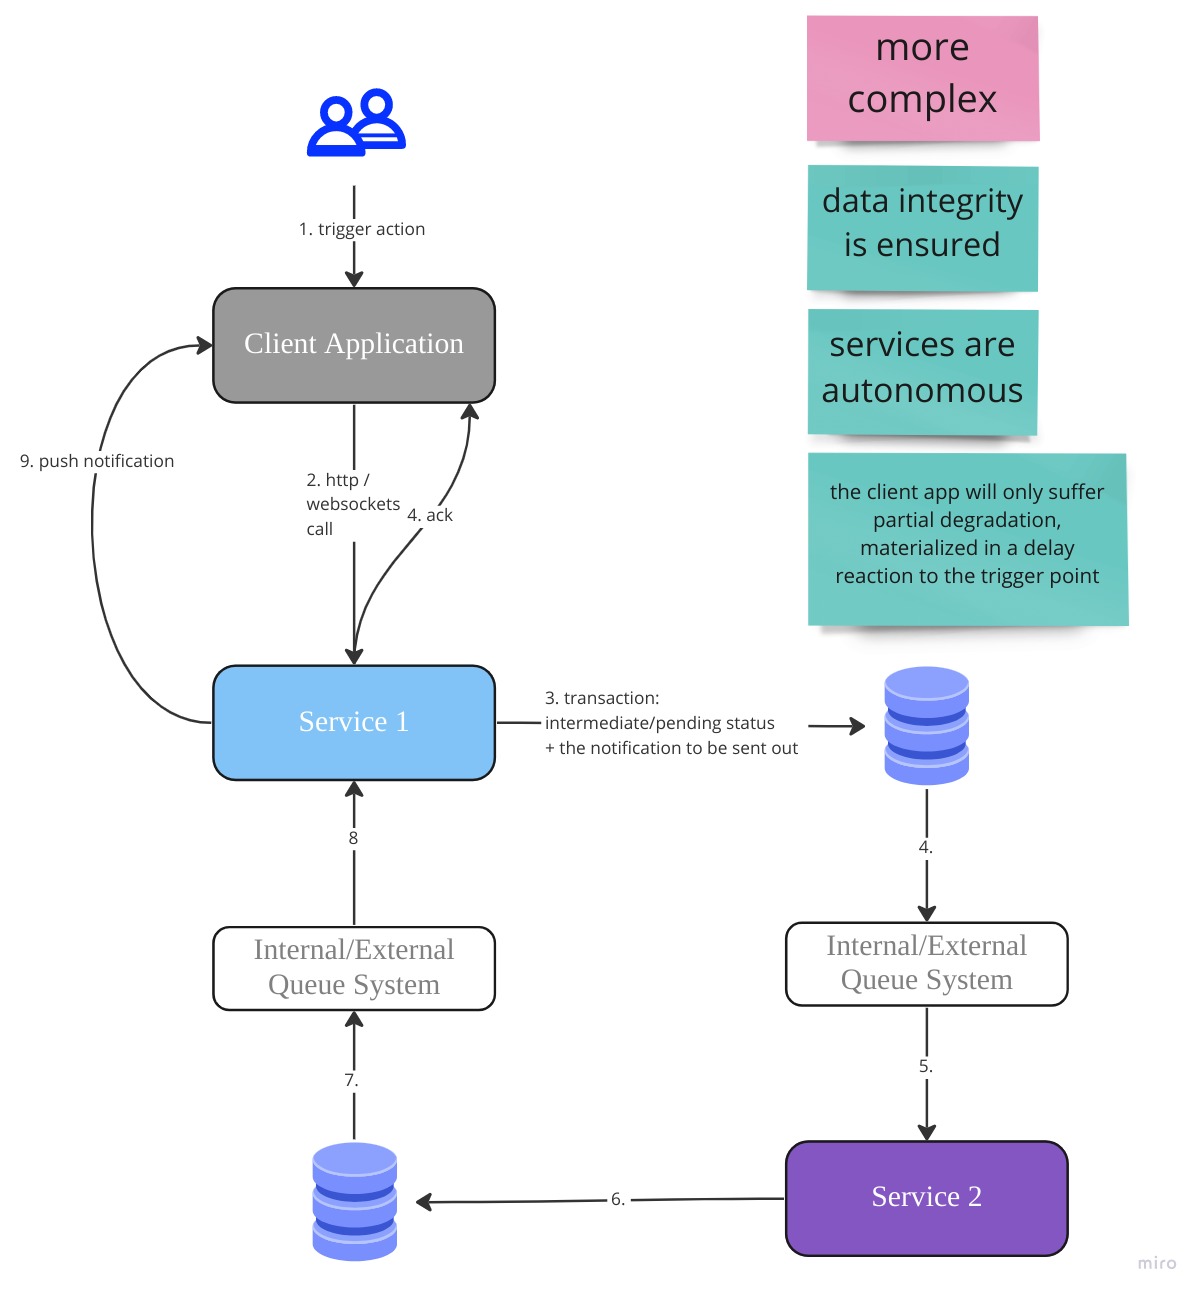 more
complex
data integrity
is ensured
services are
autonomous
the client app will only suffer
partial degradation,
materialized in a delay
reaction to the trigger point
1. trigger action
Client Application
9. push notification
2. http /
websockets
call
4. ack
Service 1
3. transaction:
intermediate/pending status
+ the notification to be sent out
8
4.
Internal/External
Queue System
Internal/External
Queue System
7.
5.
6.
Service 2
miro